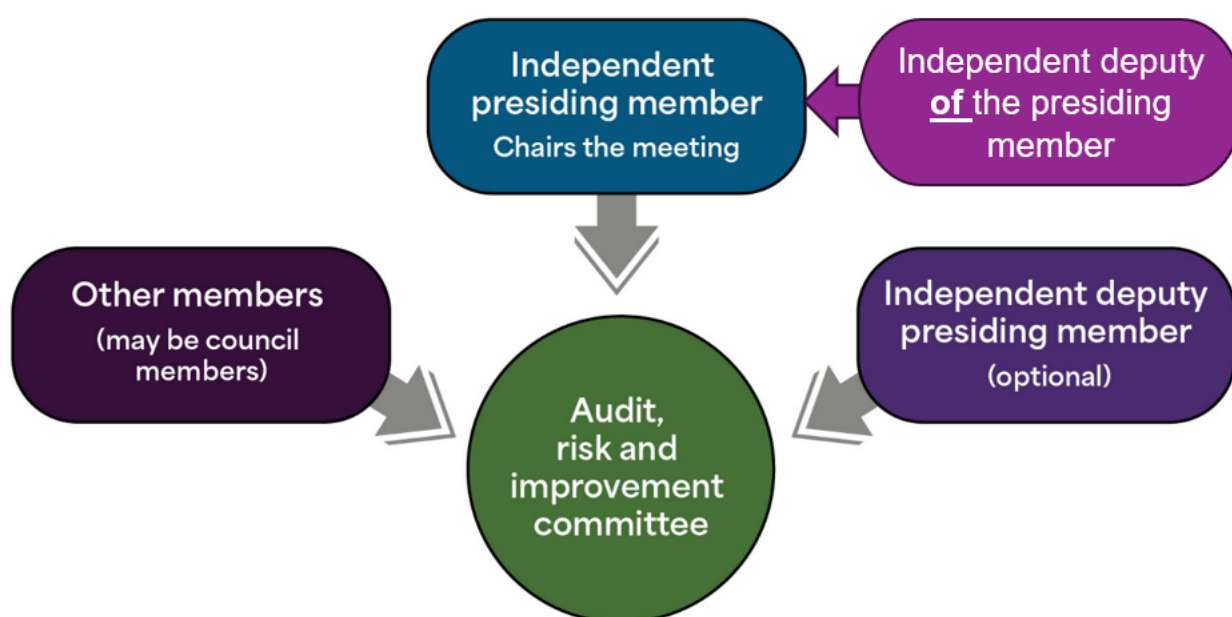 Independent
presiding member
Chairs the meeting
Independent deputy
of the presiding
member
Other members
(may be council
members)
Independent deputy
presiding member
(optional)
Audit,
risk and
improvement
committee